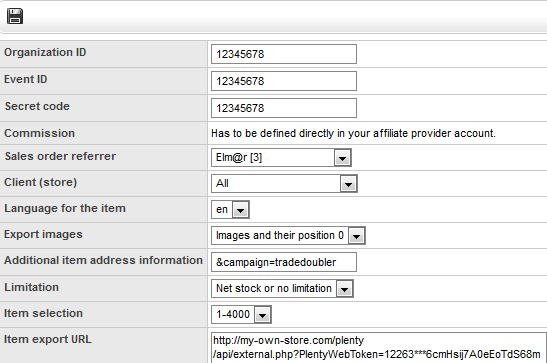 Organization ID 12345678
Event ID 12345678
Secret code 12345678
Commission Has to be defined directly in your affiliate provider account.
Sales order referrer Elm@r [3]
Client (store) All
Language for the item en
Export images Images and their position 0
Additional item address information &campaign=tradedoubler
Limitation Net stock or no limitation
Item selection 1-4000
Item export URL http://my-own-store.com/plenty
/api/external.php?PlentyWebToken=12263***6cmHsij7A0eEoTdS68m